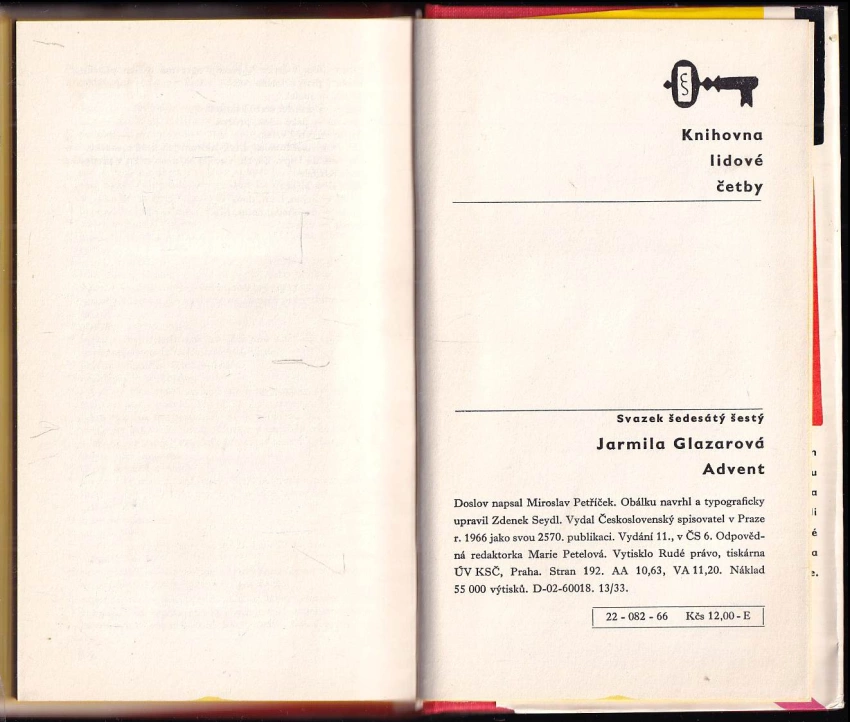 ČS
Knihovna
lidové
četby
Svazek šedesátý šestý
Jarmila Glazarová
Advent
Doslov napsal Miroslav Petříček. Obálku navrhl a typograficky
upravil Zdenek Seydl. Vydal Československý spisovatel v Praze
r. 1966 jako svou 2570. publikaci. Vydání 11., v ČS 6. Odpověd-
ná redaktorka Marie Petelová. Vytisklo Rudé právo, tiskárna
ÚV KSČ, Praha. Stran 192. AA 10,63, VA 11,20. Náklad
55 000 výtisků. D-02-60018. 13/33.
22 - 082 - 66 Kčs 12,00 - E